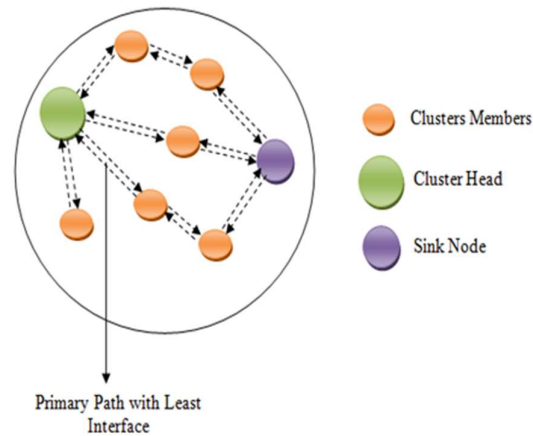 Clusters Members
Cluster Head
Sink Node
Primary Path with Least
Interface